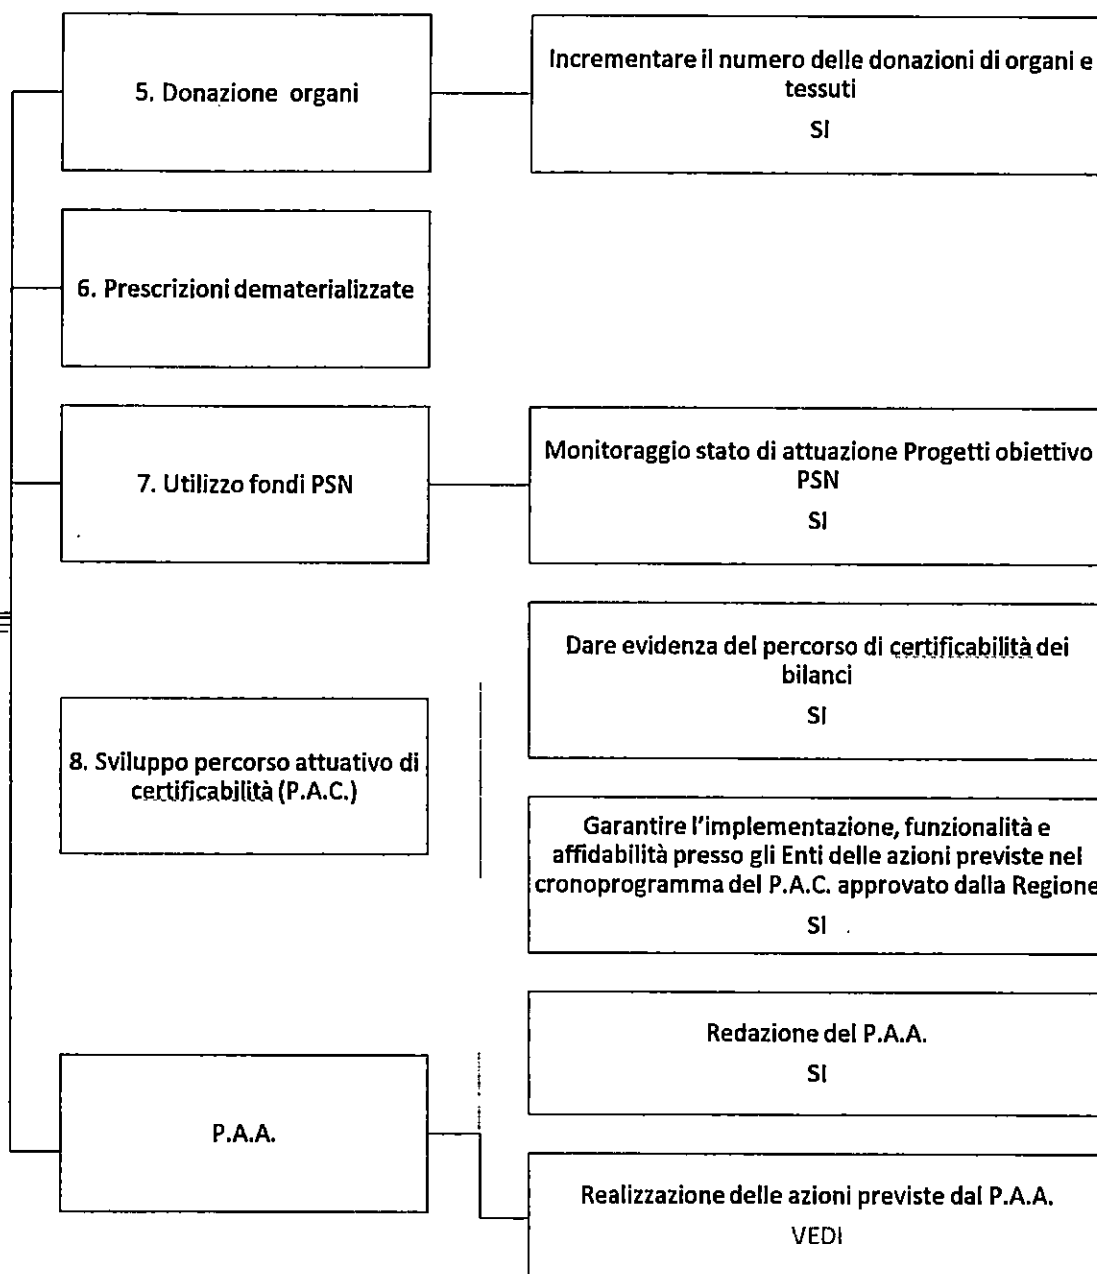 5. Donazione organi
Incrementare il numero delle donazioni di organi e
tessuti
SI
6. Prescrizioni dematerializzate
7. Utilizzo fondi PSN
Monitoraggio stato di attuazione Progetti obiettivo
PSN
SI
8. Sviluppo percorso attuativo di
certificabilità (P.A.C.)
Dare evidenza del percorso di certificabilità dei
bilanci
SI
Garantire l'implementazione, funzionalità e
affidabilità presso gli Enti delle azioni previste nel
cronoprogramma del P.A.C. approvato dalla Regione
SI
P.A.A.
Redazione del P.A.A.
SI
Realizzazione delle azioni previste dal P.A.A.
VEDI